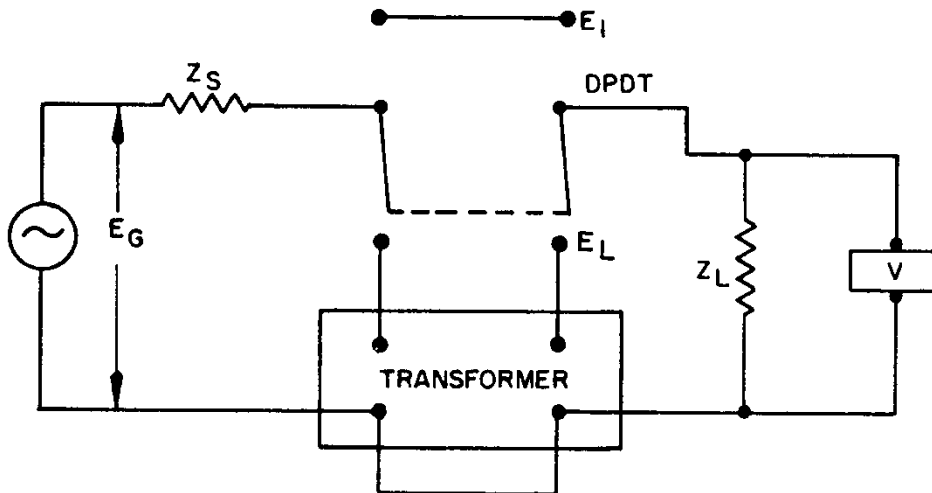 E1
ZS
DPDT
EG
EL
ZL
V
TRANSFORMER